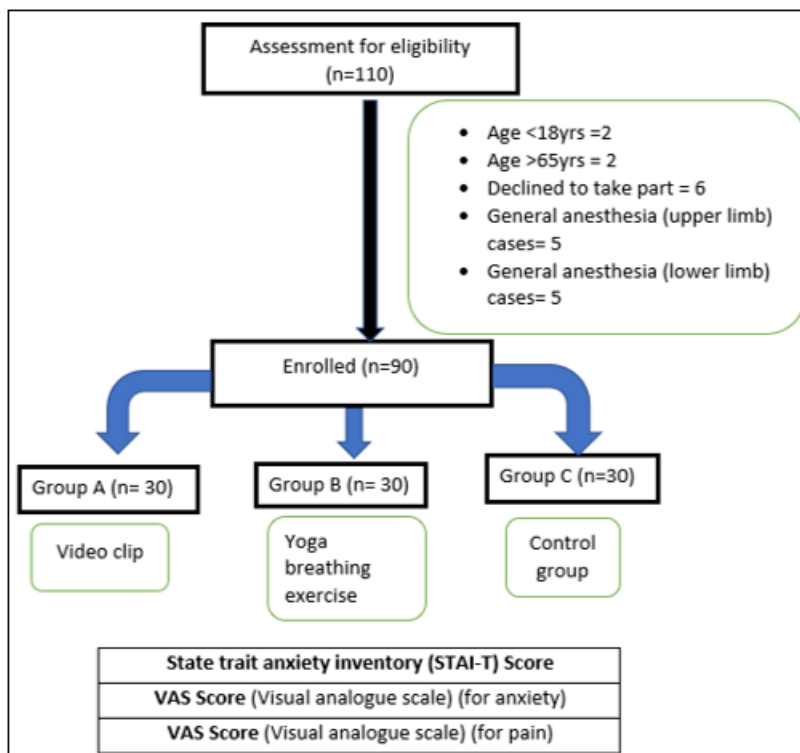 Assessment for eligibility
(n=110)
• Age <18yrs =2
• Age >65yrs = 2
• Declined to take part = 6
• General anesthesia (upper limb)
cases= 5
• General anesthesia (lower limb)
cases= 5
Enrolled (n=90)
Group A (n= 30)
Group B (n= 30)
Group C (n=30)
Video clip
Yoga
breathing
exercise
Control
group
State trait anxiety inventory (STAI-T) Score
VAS Score (Visual analogue scale) (for anxiety)
VAS Score (Visual analogue scale) (for pain)